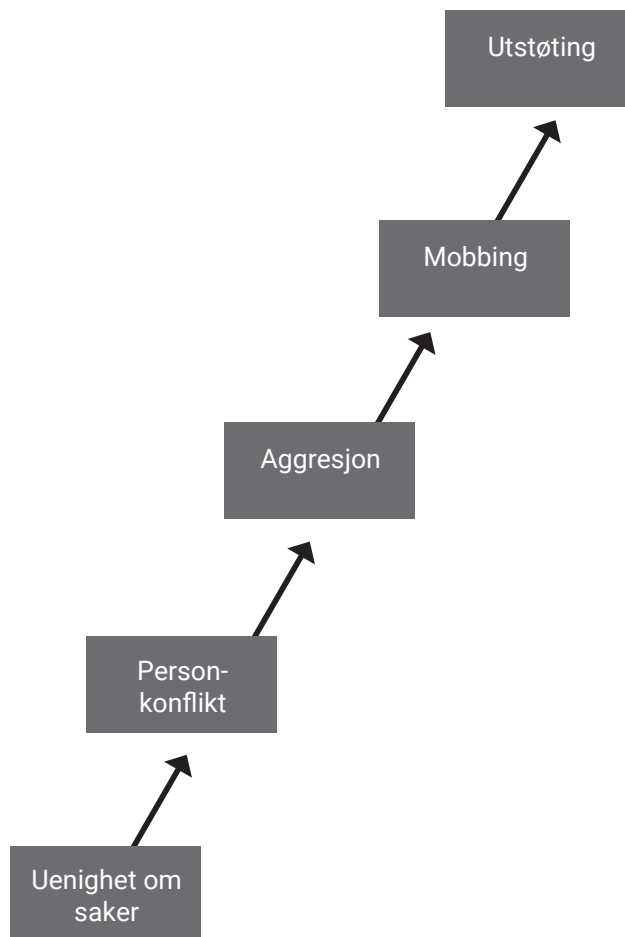 Utstøting
Mobbing
Aggresjon
Person-
konflikt
Uenighet om
saker